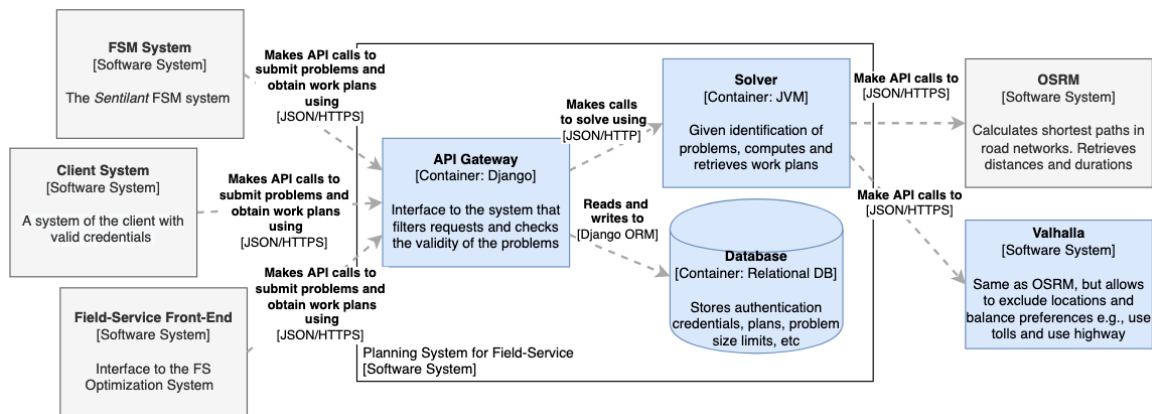 FSM System
[Software System]
The Sentilant FSM system
Makes API calls to
submit problems and
obtain work plans
using
[JSON/HTTPS]
Client System
[Software System]
A system of the client with
valid credentials
Makes API calls to
submit problems and
obtain work plans
using
[JSON/HTTPS]
Field-Service Front-End
[Software System]
Interface to the FS
Optimization System
Makes API calls to
submit problems and
obtain work plans
using
[JSON/HTTPS]
API Gateway
[Container: Django]
Interface to the system that
filters requests and checks
the validity of the problems
Makes calls
to solve using
[JSON/HTTP]
Reads and
writes to
[Django ORM]
Solver
[Container: JVM]
Given identification of
problems, computes and
retrieves work plans
Database
[Container: Relational DB]
Stores authentication
credentials, plans, problem
size limits, etc
Planning System for Field-Service
[Software System]
Make API calls to
[JSON/HTTPS]
Make API calls to
[JSON/HTTPS]
OSRM
[Software System]
Calculates shortest paths in
road networks. Retrieves
distances and durations
Valhalla
[Software System]
Same as OSRM, but allows
to exclude locations and
balance preferences e.g., use
tolls and use highway